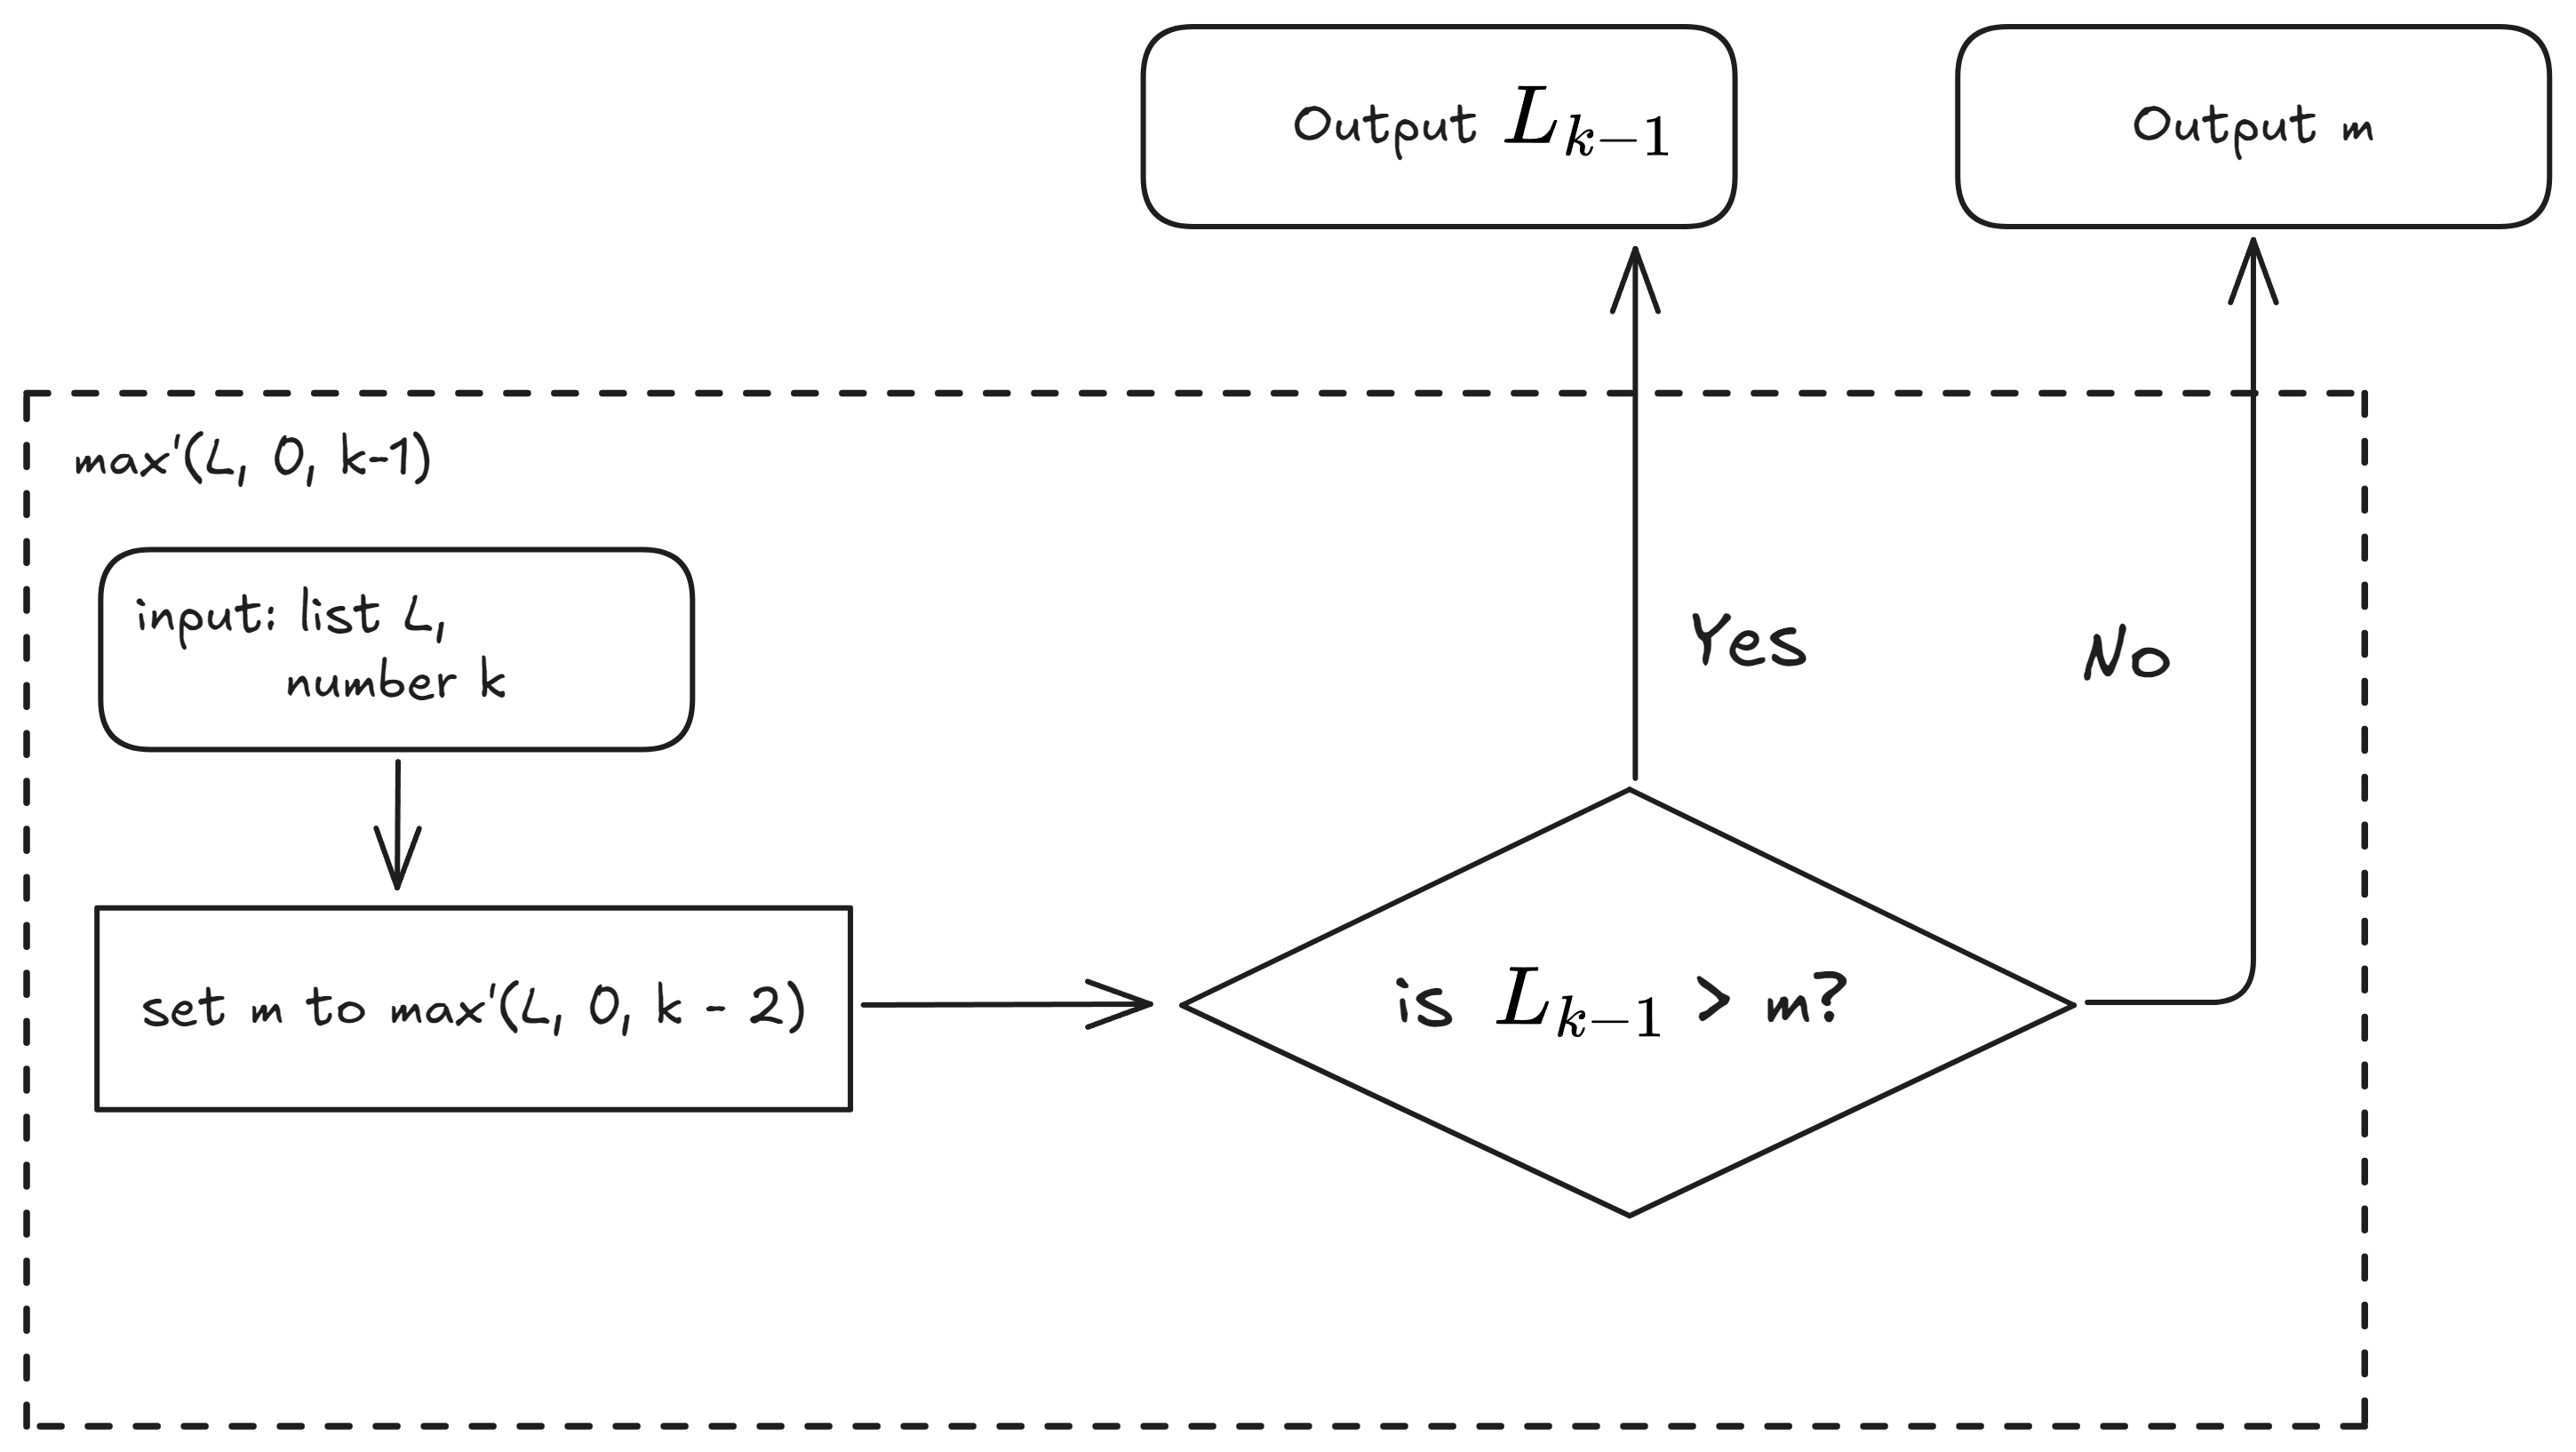 Output L_{k-1}
Output m
max'(L, 0, k-1)
input: list L,
number k
Yes
No
set m to max'(L, 0, k - 2)
is L_{k-1} > m?